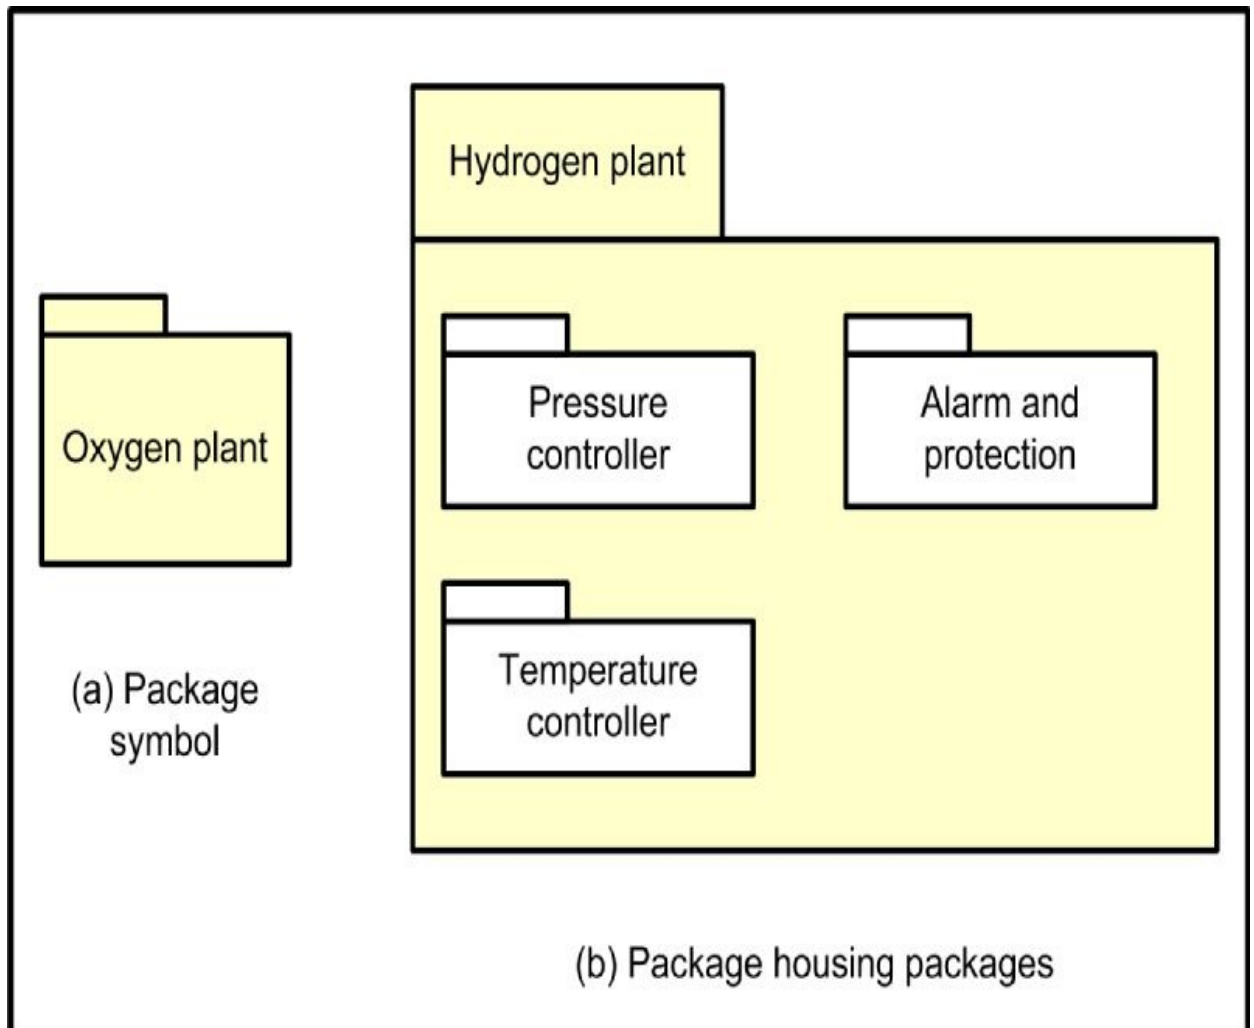 Hydrogen plant
Oxygen plant
Pressure
controller
Alarm and
protection
Temperature
controller
(a) Package
symbol
(b) Package housing packages